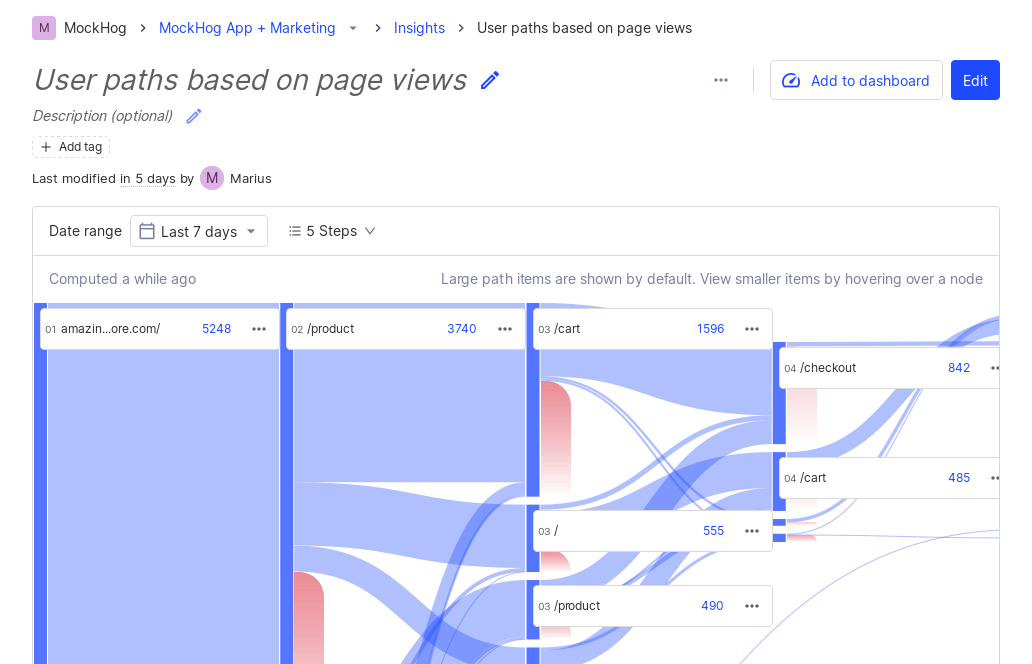 M MockHog MockHog App + Marketing Insights User paths based on page views
User paths based on page views
Add to dashboard Edit
Description (optional)
Add tag
Last modified in 5 days by M Marius
Date range Last 7 days 5 Steps
Computed a while ago Large path items are shown by default. View smaller items by hovering over a node
01 amazin...ore.com/ 5248 02 /product 3740 03 /cart 1596
04 /checkout 842
04 /cart 485
03 / 555
03 /product 490